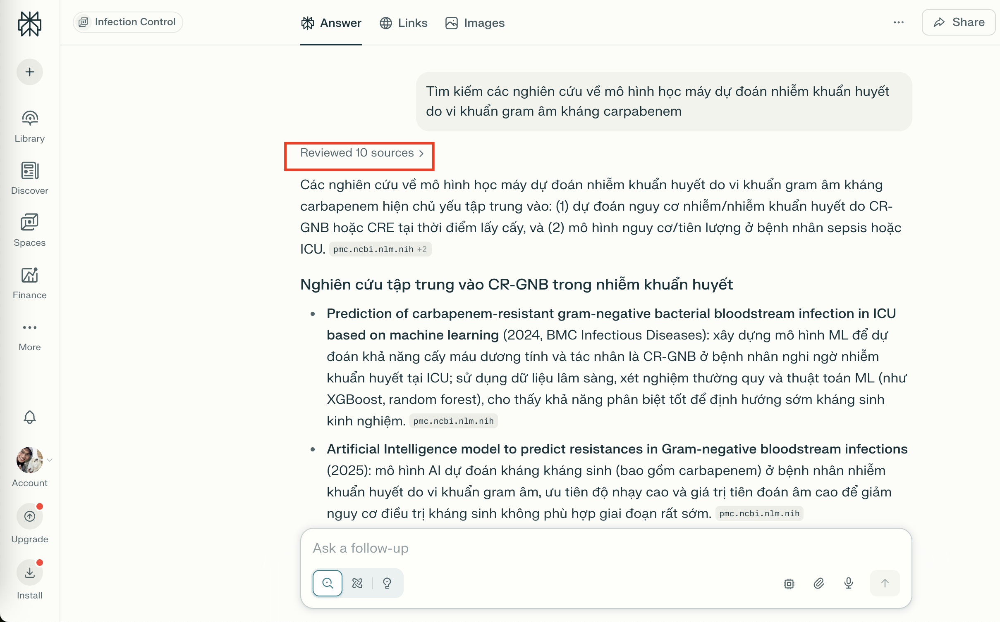 Infection Control
Answer
Links
Images
Share
Library
Discover
Spaces
Finance
More
Account
Upgrade
Install
Tìm kiếm các nghiên cứu về mô hình học máy dự đoán nhiễm khuẩn huyết
do vi khuẩn gram âm kháng carpabenem
Reviewed 10 sources
Các nghiên cứu về mô hình học máy dự đoán nhiễm khuẩn huyết do vi khuẩn gram âm kháng
carbapenem hiện chủ yếu tập trung vào: (1) dự đoán nguy cơ nhiễm/nhiễm khuẩn huyết do CR-
GNB hoặc CRE tại thời điểm lấy cấy, và (2) mô hình nguy cơ/tiên lượng ở bệnh nhân sepsis hoặc
ICU. pmc.ncbi.nlm.nih +2
Nghiên cứu tập trung vào CR-GNB trong nhiễm khuẩn huyết
• Prediction of carbapenem-resistant gram-negative bacterial bloodstream infection in ICU
based on machine learning (2024, BMC Infectious Diseases): xây dựng mô hình ML để dự
đoán khả năng cấy máu dương tính và tác nhân là CR-GNB ở bệnh nhân nghi ngờ nhiễm
khuẩn huyết tại ICU; sử dụng dữ liệu lâm sàng, xét nghiệm thường quy và thuật toán ML (như
XGBoost, random forest), cho thấy khả năng phân biệt tốt để định hướng sớm kháng sinh
kinh nghiệm. pmc.ncbi.nlm.nih
• Artificial Intelligence model to predict resistances in Gram-negative bloodstream infections
(2025): mô hình AI dự đoán kháng kháng sinh (bao gồm carbapenem) ở bệnh nhân nhiễm
khuẩn huyết do vi khuẩn gram âm, ưu tiên độ nhạy cao và giá trị tiên đoán âm cao để giảm
nguy cơ điều trị kháng sinh không phù hợp giai đoạn rất sớm. pmc.ncbi.nlm.nih
Ask a follow-up